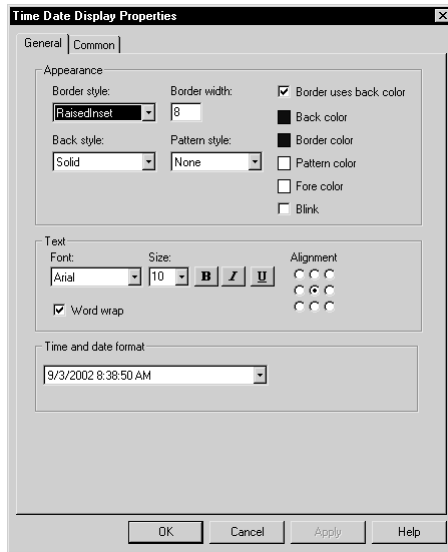 Time Date Display Properties
General Common
Appearance
Border style: Border width:
RaisedInset 8 Border uses back color
Back color
Back style: Pattern style: Border color
Solid None Pattern color
Fore color
Blink
Text
Font: Size: Alignment
Arial 10 B I U
Word wrap
Time and date format
9/3/2002 8:38:50 AM
OK Cancel Apply Help